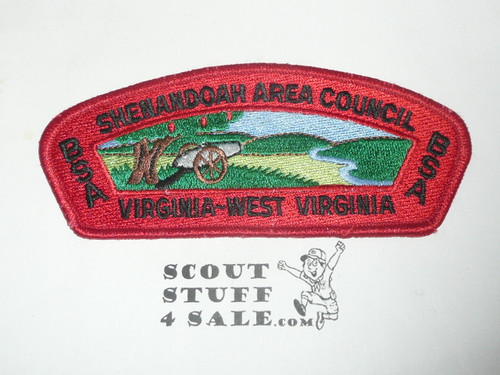 SHENANDOAH AREA COUNCIL
BSA
BSA
VIRGINIA-WEST VIRGINIA
SCOUT
STUFF
4 SALE.COM